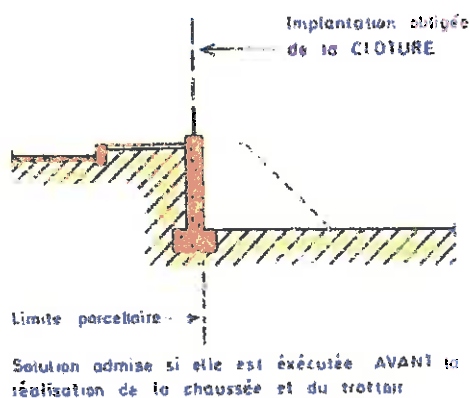 Implantation obligée
de la CLOTURE
Limite parcellaire
Solution admise si elle est éxécutée AVANT la
réalisation de la chaussée et du trottoir